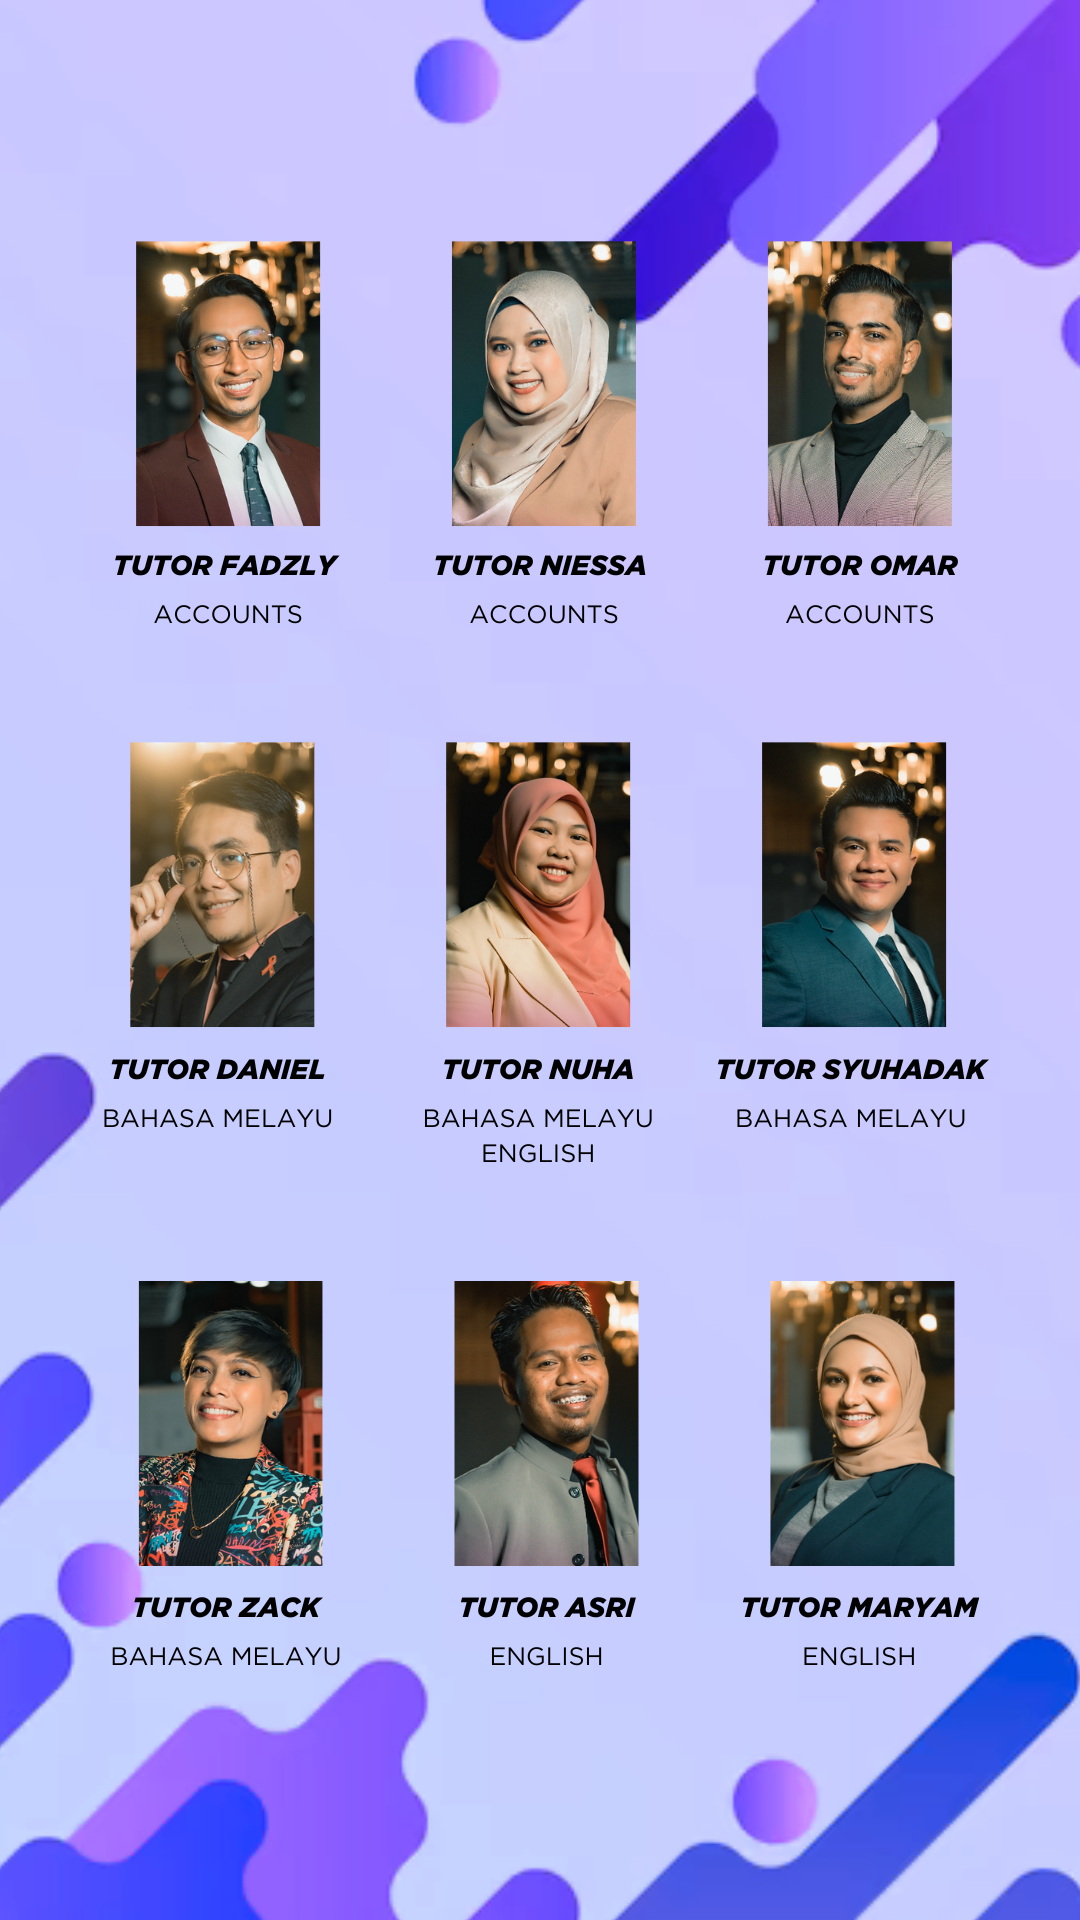 TUTOR FADZLY
ACCOUNTS
TUTOR NIESSA
ACCOUNTS
TUTOR OMAR
ACCOUNTS
TUTOR DANIEL
BAHASA MELAYU
TUTOR NUHA
BAHASA MELAYU
ENGLISH
TUTOR SYUHADAK
BAHASA MELAYU
TUTOR ZACK
BAHASA MELAYU
TUTOR ASRI
ENGLISH
TUTOR MARYAM
ENGLISH